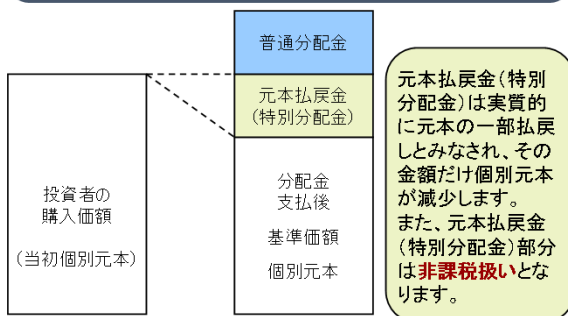 普通分配金
元本払戻金
(特別分配金)
投資者の
購入価額
(当初個別元本)
分配金
支払後
基準価額
個別元本
元本払戻金(特別
分配金)は実質的
に元本の一部払戻
しとみなされ、その
金額だけ個別元本
が減少します。
また、元本払戻金
(特別分配金)部分
は非課税扱いとな
ります。